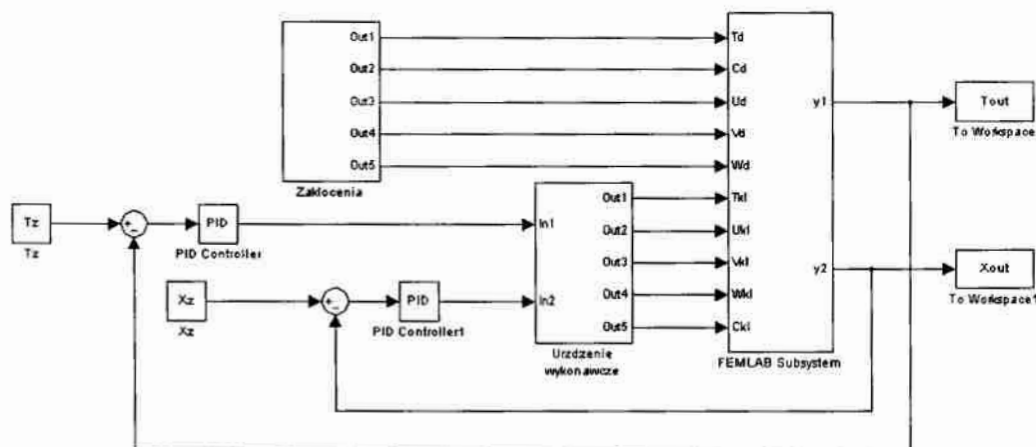 Out1
Td
Out2
Cd
Out3
Ud
y1
Tout
Out4
Vd
To Workspace
Out5
Wd
Zaklocenia
Out1
Tkl
Tz
+
-
PID
In1
Out2
Ukl
Tz
PID Controller
Out3
Vkl
y2
Xout
Xz
+
-
PID
In2
Out4
Wkl
To Workspace1
Xz
PID Controller1
Out5
Ckl
Urzdzenie
wykonawcze
FEMLAB Subsystem